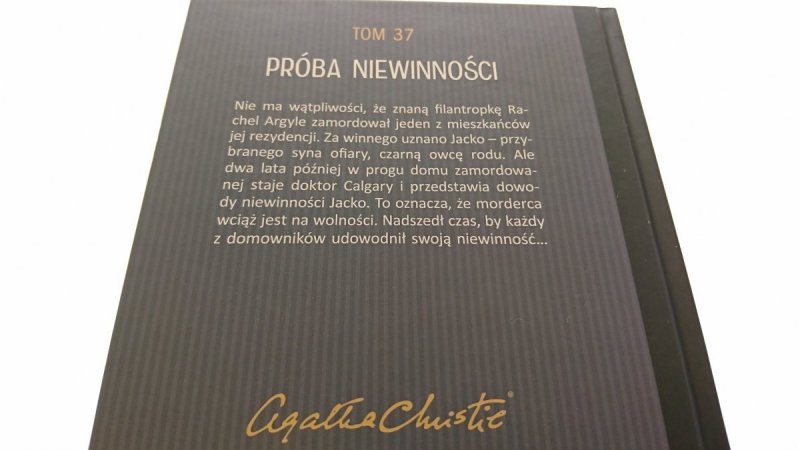 TOM 37
PRÓBA NIEWINNOŚCI
Nie ma wątpliwości, że znaną filantropkę Ra-
chel Argyle zamordował jeden z mieszkańców
jej rezydencji. Za winnego uznano Jacko – przy-
branego syna ofiary, czarną owcę rodu. Ale
dwa lata później w progu domu zamordowa-
nej staje doktor Calgary i przedstawia dowo-
dy niewinności Jacko. To oznacza, że morderca
wciąż jest na wolności. Nadszedł czas, by każdy
z domowników udowodnił swoją niewinność...
Agatha Christie®